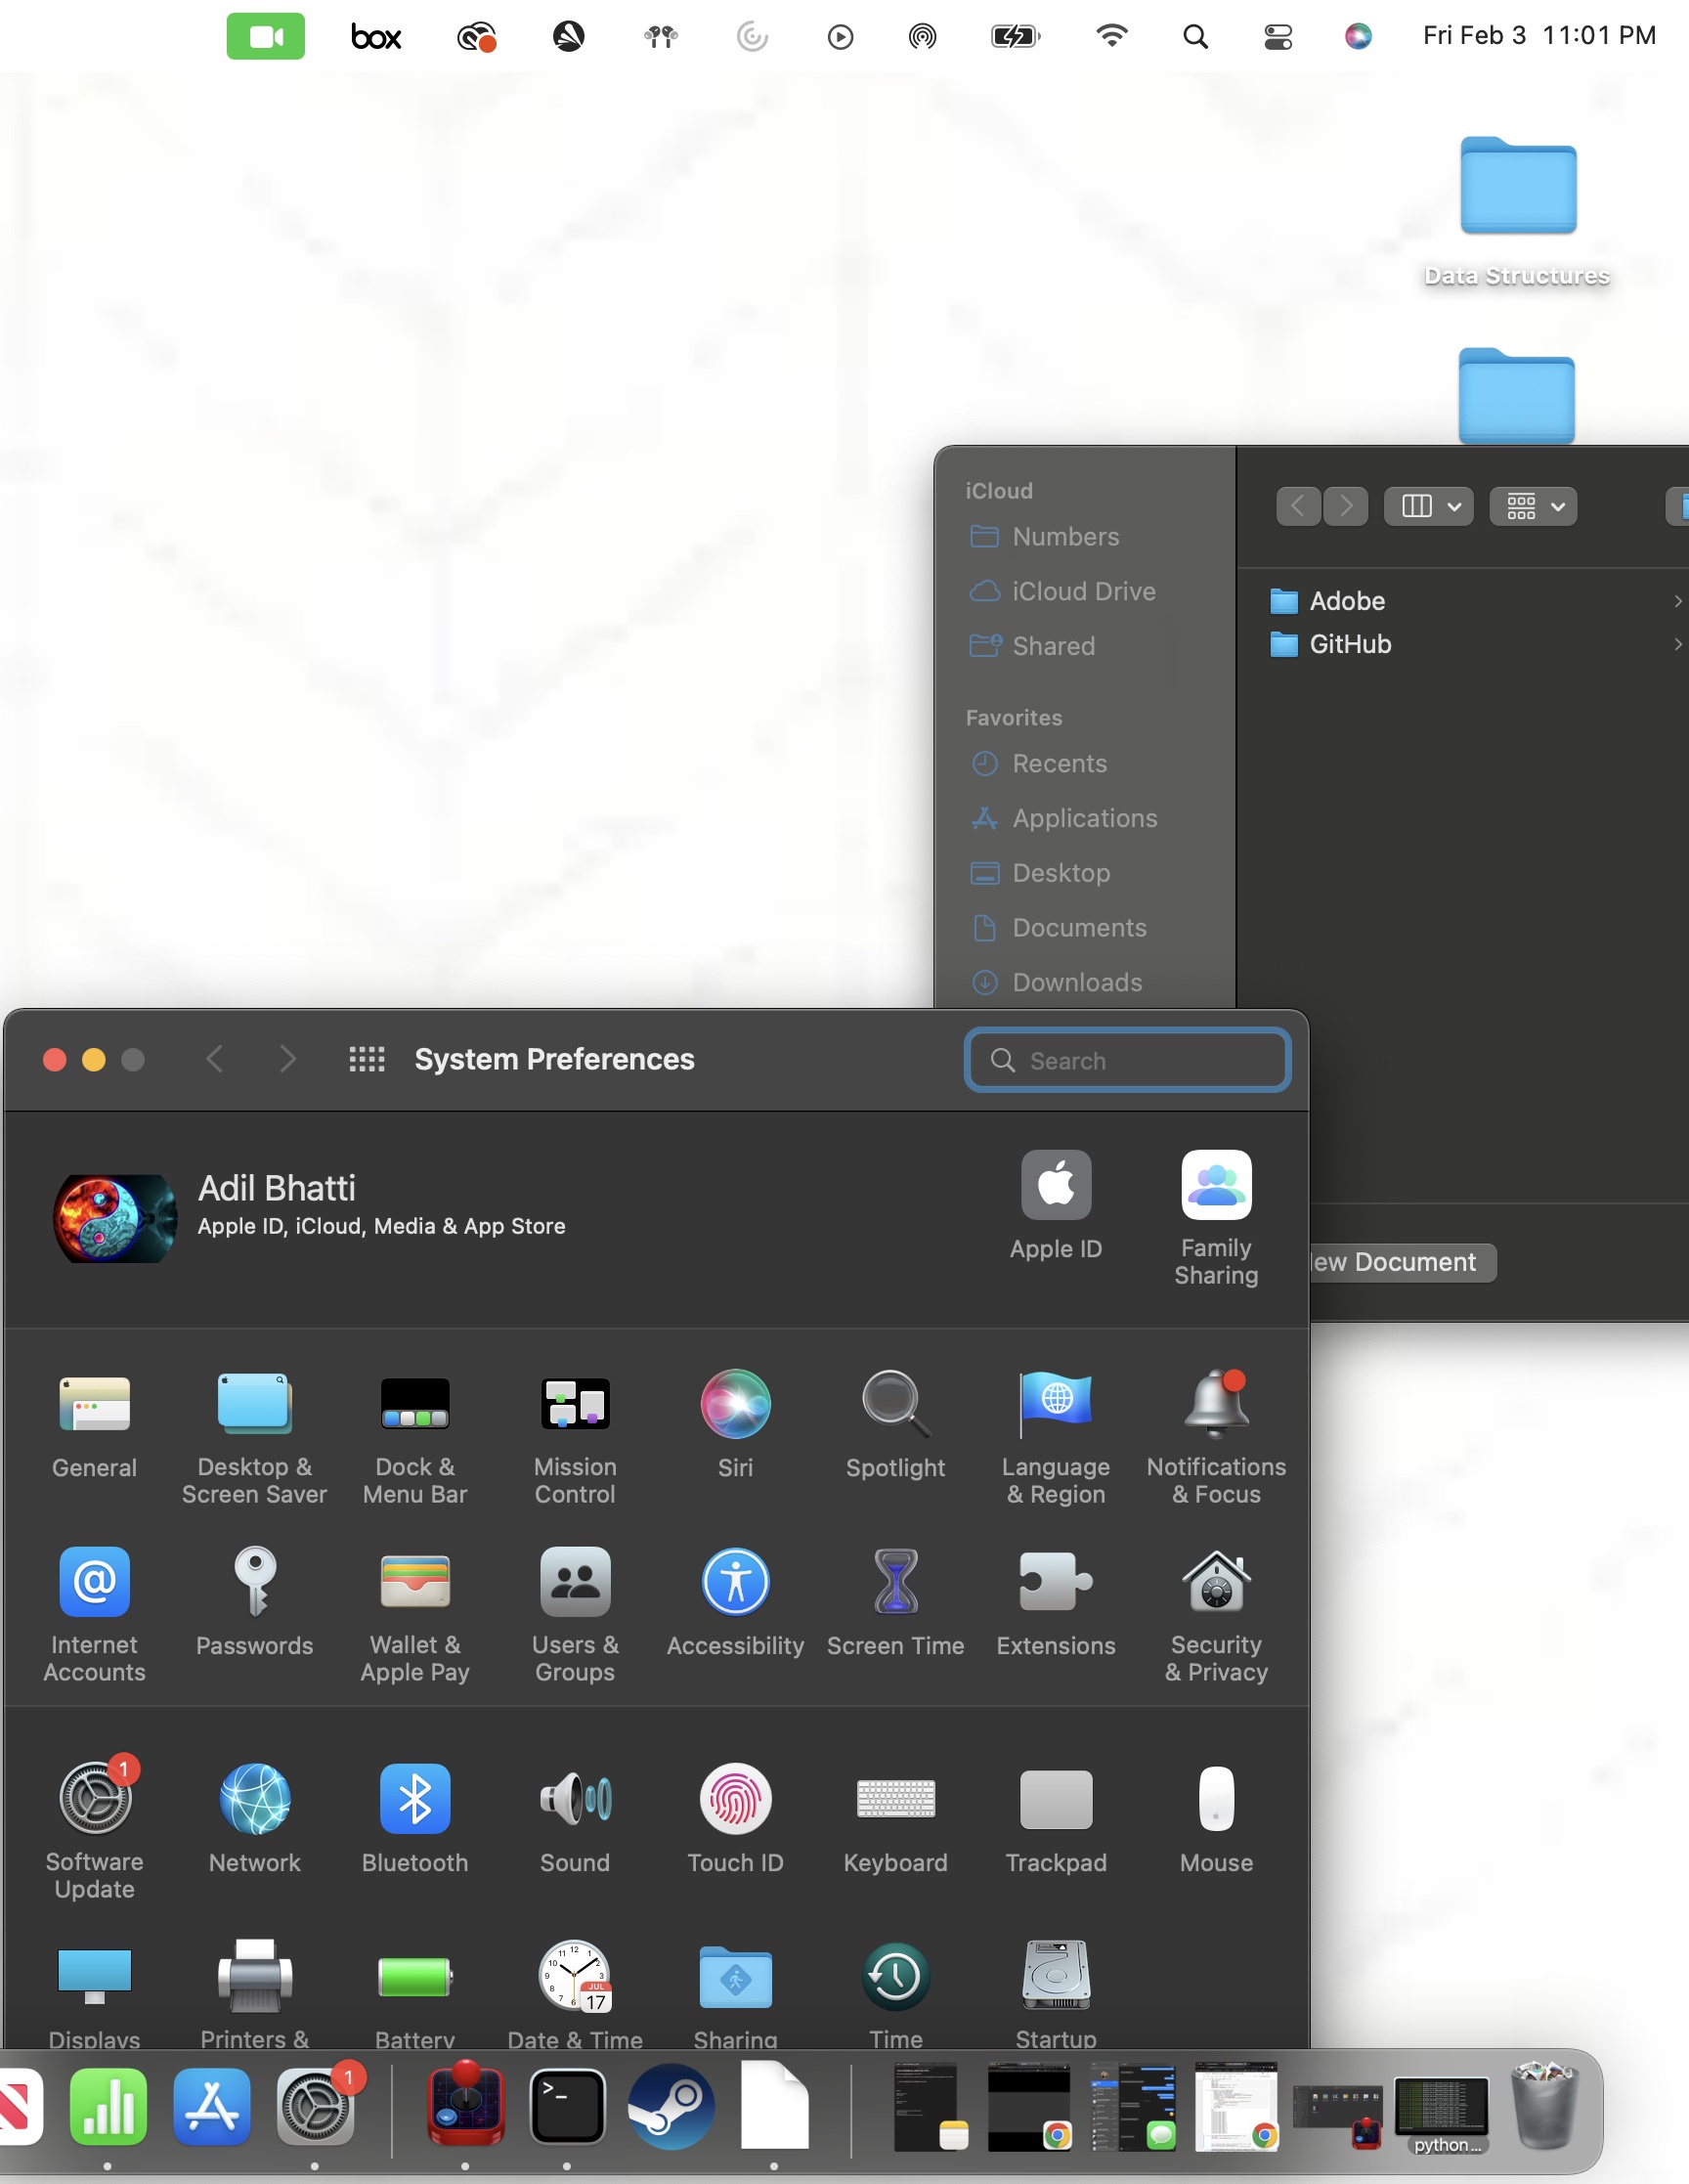 box
Fri Feb 3 11:01 PM
Data Structures
iCloud
Numbers
iCloud Drive
Shared
Adobe
GitHub
Favorites
Recents
Applications
Desktop
Documents
Downloads
System Preferences
Search
Adil Bhatti
Apple ID, iCloud, Media & App Store
Apple ID
Family
Sharing
ew Document
General
Desktop &
Screen Saver
Dock &
Menu Bar
Mission
Control
Siri
Spotlight
Language
& Region
Notifications
& Focus
Internet
Accounts
Passwords
Wallet &
Apple Pay
Users &
Groups
Accessibility
Screen Time
Extensions
Security
& Privacy
1
Software
Update
Network
Bluetooth
Sound
Touch ID
Keyboard
Trackpad
Mouse
JUL
17
Displays
Printers &
Battery
Date & Time
Sharing
Time
Startup
1
>_
python...